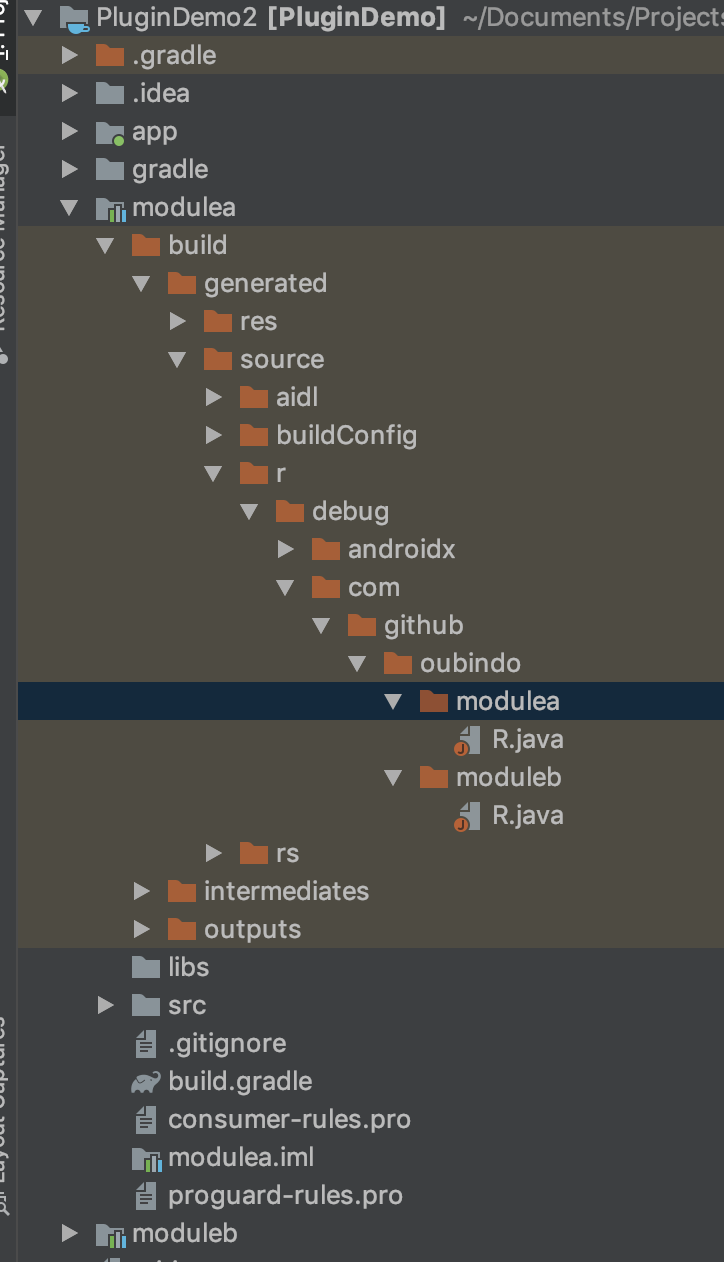 PluginDemo2 [PluginDemo] ~/Documents/Projects
.gradle
.idea
app
gradle
modulea
build
generated
res
source
aidl
buildConfig
r
debug
androidx
com
github
oubindo
modulea
R.java
moduleb
R.java
rs
intermediates
outputs
libs
src
.gitignore
build.gradle
consumer-rules.pro
modulea.iml
proguard-rules.pro
moduleb
Resource Manager
Layout Captures